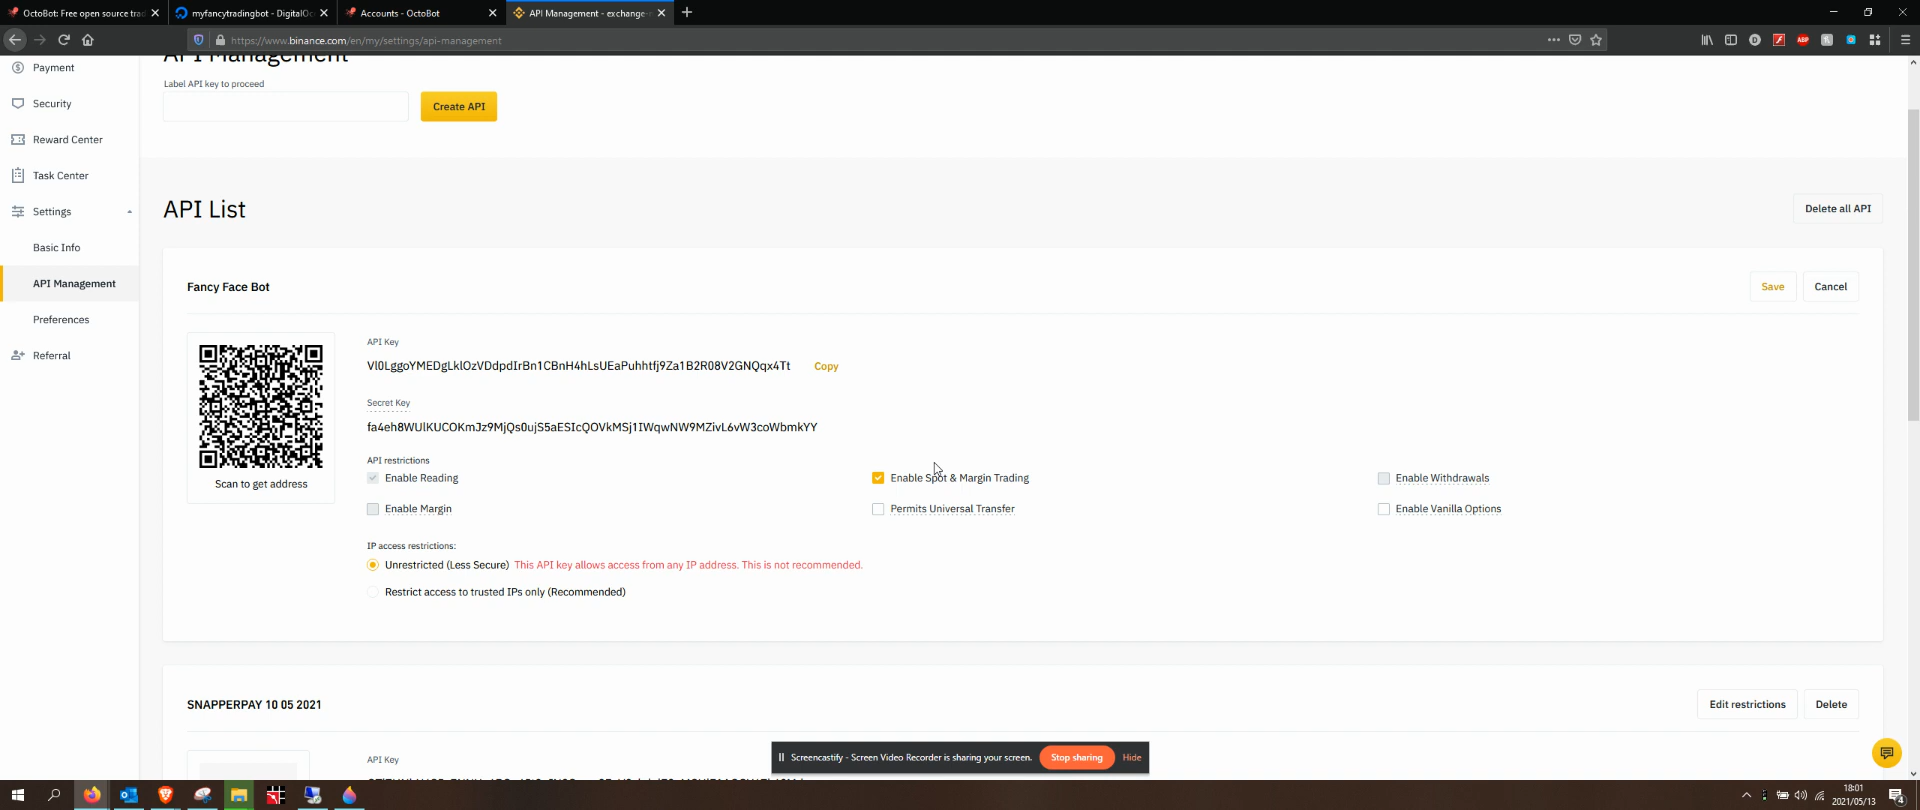 OctoBot: Free open source trad
myfancytradingbot - DigitalOc
Accounts - OctoBot
API Management - exchange-
https://www.binance.com/en/my/settings/api-management
API Management
Payment
Label API key to proceed
Create API
Security
Reward Center
Task Center
Settings
Basic Info
API Management
Preferences
Referral
API List
Delete all API
Fancy Face Bot
Save
Cancel
Scan to get address
API Key
Copy
Secret Key
API restrictions
Enable Reading
Enable Spot & Margin Trading
Enable Withdrawals
Enable Margin
Permits Universal Transfer
Enable Vanilla Options
IP access restrictions:
Unrestricted (Less Secure) This API key allows access from any IP address. This is not recommended.
Restrict access to trusted IPs only (Recommended)
SNAPPERPAY 10 05 2021
Edit restrictions
Delete
API Key
Screencastify - Screen Video Recorder is sharing your screen.
Stop sharing
Hide
18:01
2021/05/13
4